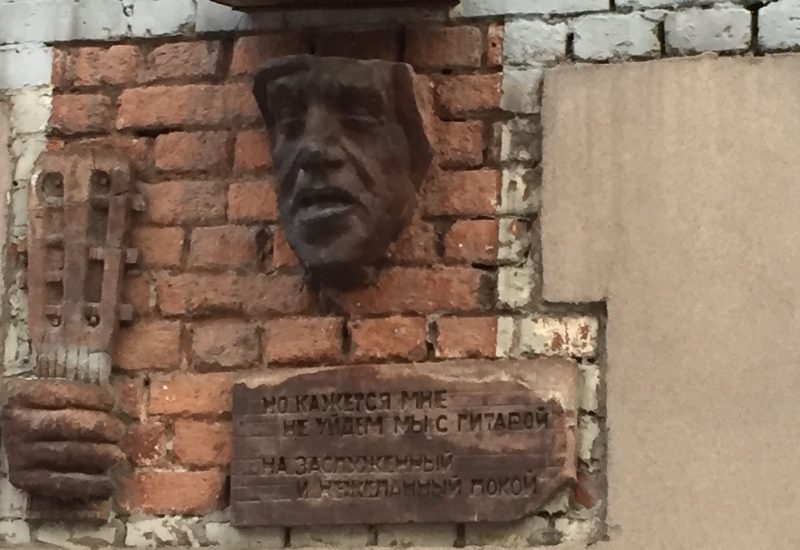 НО КАЖЕТСЯ МНЕ
НЕ УЙДЕМ МЫ С ГИТАРОЙ
НА ЗАСЛУЖЕННЫЙ
И НЕЖЕЛАННЫЙ ПОКОЙ